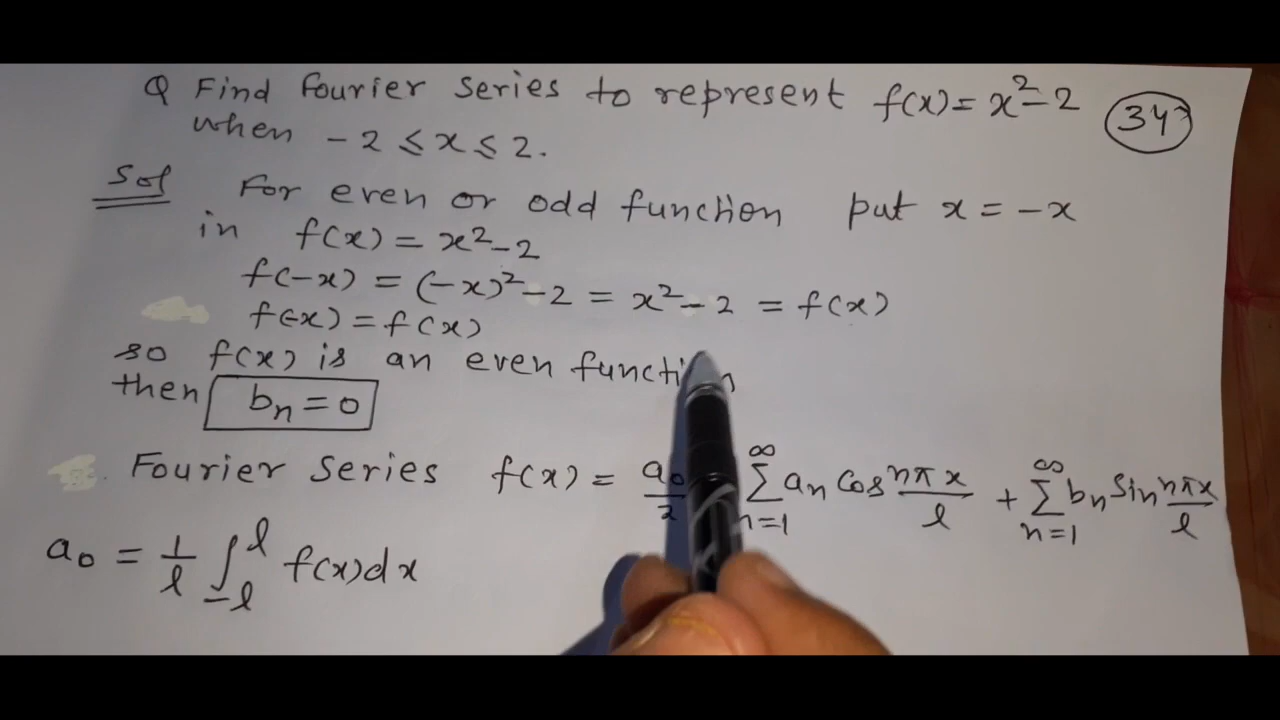 Q Find Fourier Series to represent f(x) = x² - 2
when -2 ≤ x ≤ 2.
34
Sol For even or odd function put x = -x
in f(x) = x² - 2
f(-x) = (-x)² - 2 = x² - 2 = f(x)
f(-x) = f(x)
so f(x) is an even function
then bn = 0
Fourier Series f(x) = a₀/2 ∞∑n=1 an cos nπx/l + ∞∑n=1 bn sin nπx/l
a₀ = 1/l ∫-l^l f(x) dx